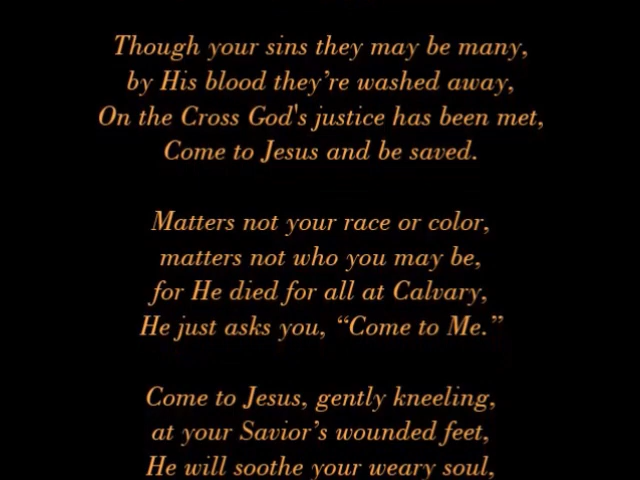 Though your sins they may be many,
by His blood they’re washed away,
On the Cross God's justice has been met,
Come to Jesus and be saved.
Matters not your race or color,
matters not who you may be,
for He died for all at Calvary,
He just asks you, “Come to Me.”
Come to Jesus, gently kneeling,
at your Savior’s wounded feet,
He will soothe your weary soul,